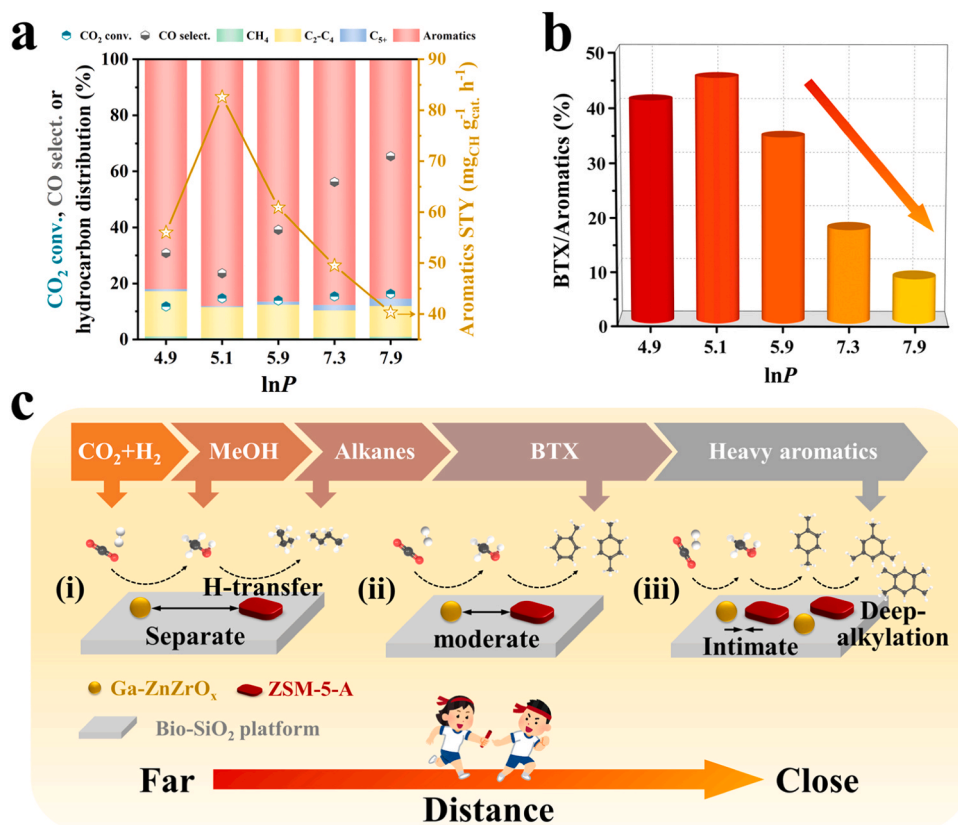 a
CO₂ conv. CO select. CH₄ C₂-C₄ C₅₊ Aromatics
CO₂ conv., CO select. or
hydrocarbon distribution (%)
100
80
60
40
20
0
4.9 5.1 5.9 7.3 7.9
lnP
90
80
70
60
50
40
Aromatics STY (mg_CH g⁻¹_cat. h⁻¹)
b
BTX/Aromatics (%)
50
40
30
20
10
0
4.9 5.1 5.9 7.3 7.9
lnP
c
CO₂+H₂ MeOH Alkanes BTX Heavy aromatics
(i)
H-transfer
Separate
(ii)
moderate
(iii)
Intimate
Deep-
alkylation
Ga-ZnZrOₓ ZSM-5-A
Bio-SiO₂ platform
Far
Distance
Close